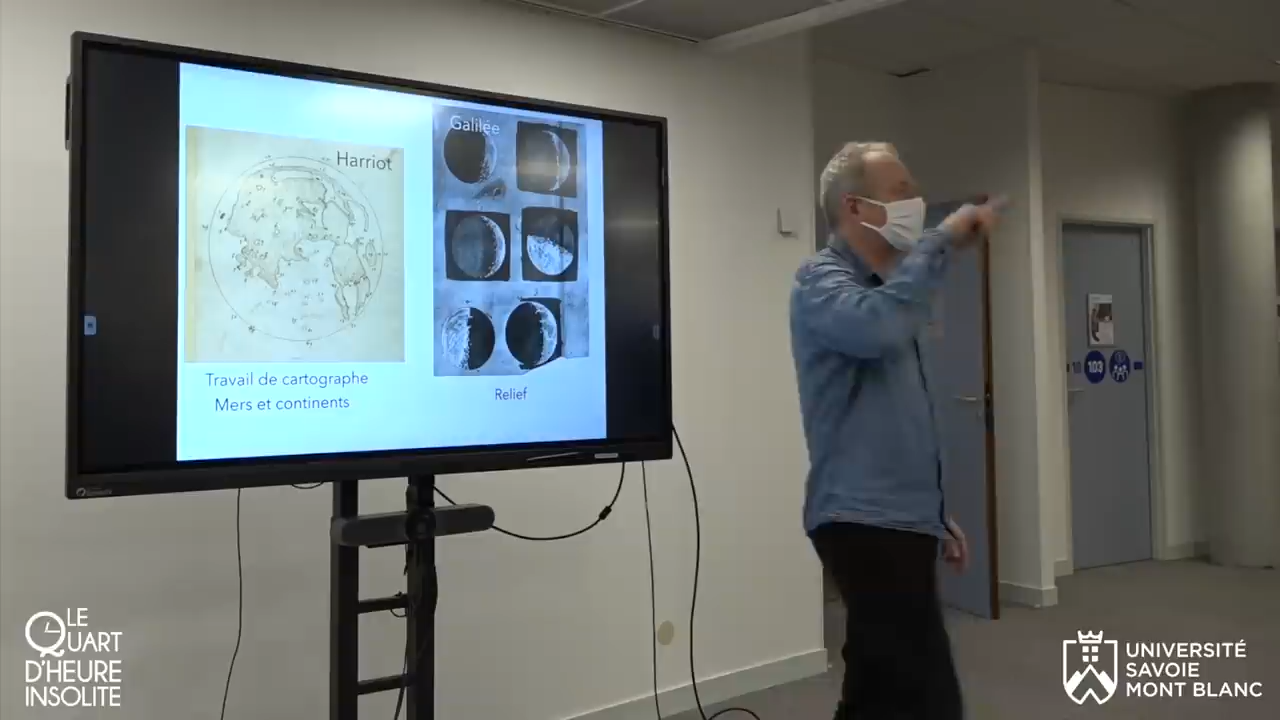 Harriot
Galilée
Travail de cartographe
Mers et continents
Relief
103
LE
QUART
D'HEURE
INSOLITE
UNIVERSITÉ
SAVOIE
MONT BLANC